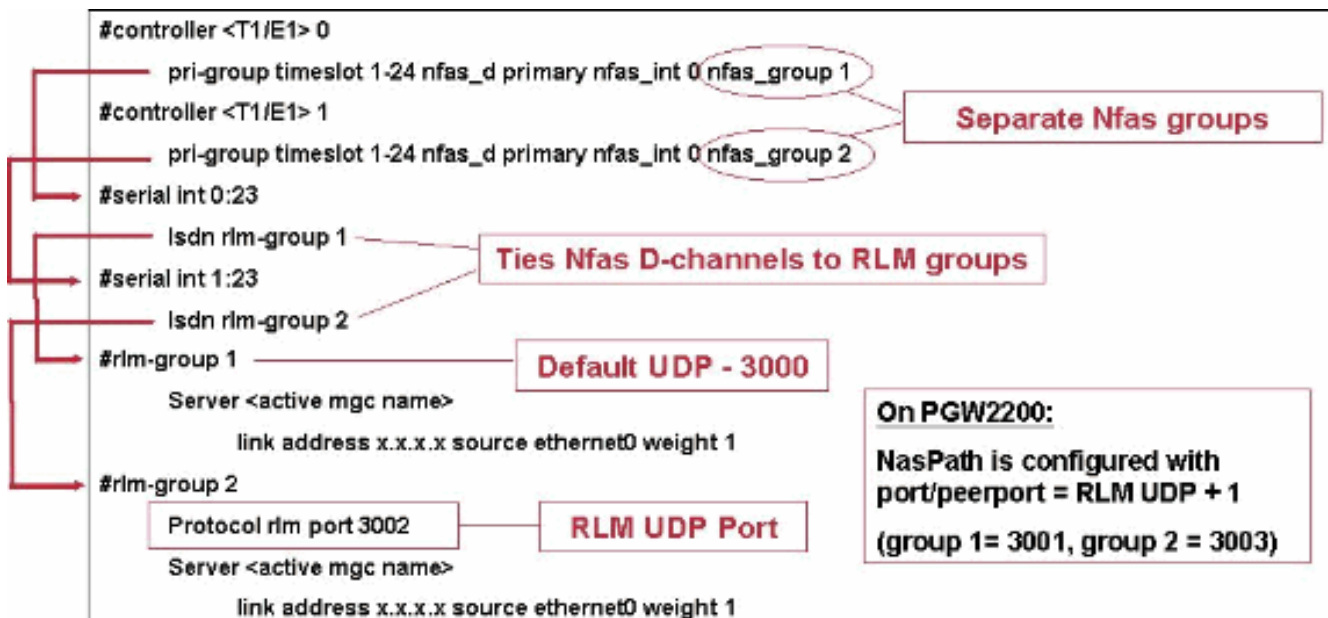 #controller <T1/E1> 0
pri-group timeslot 1-24 nfas_d primary nfas_int 0 nfas_group 1
#controller <T1/E1> 1
Separate Nfas groups
pri-group timeslot 1-24 nfas_d primary nfas_int 0 nfas_group 2
#serial int 0:23
Isdn rlm-group 1
Ties Nfas D-channels to RLM groups
#serial int 1:23
Isdn rlm-group 2
#rlm-group 1
Default UDP - 3000
Server <active mgc name>
link address x.x.x.x source ethernet0 weight 1
#rlm-group 2
Protocol rlm port 3002
RLM UDP Port
Server <active mgc name>
link address x.x.x.x source ethernet0 weight 1
On PGW2200:
NasPath is configured with
port/peerport = RLM UDP + 1
(group 1= 3001, group 2 = 3003)